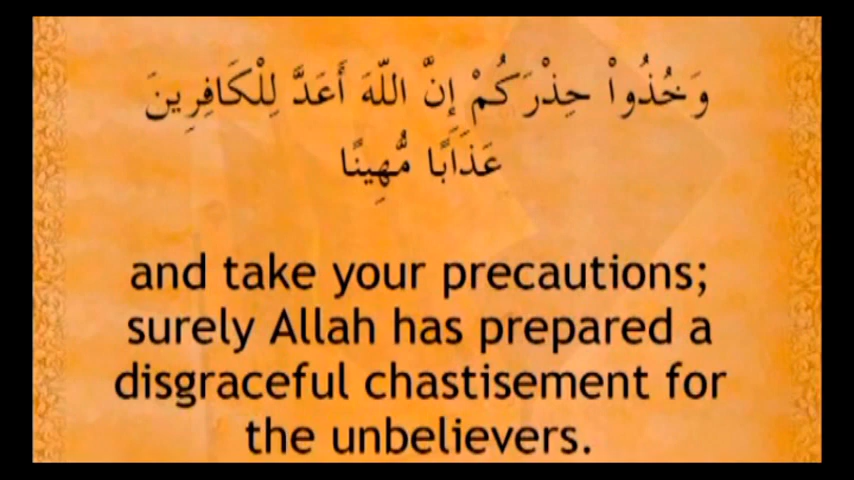 وَخُذُواْ حِذْرَكُمْ إِنَّ اللّهَ أَعَدَّ لِلْكَافِرِينَ
عَذَابًا مُّهِينًا
and take your precautions;
surely Allah has prepared a
disgraceful chastisement for
the unbelievers.